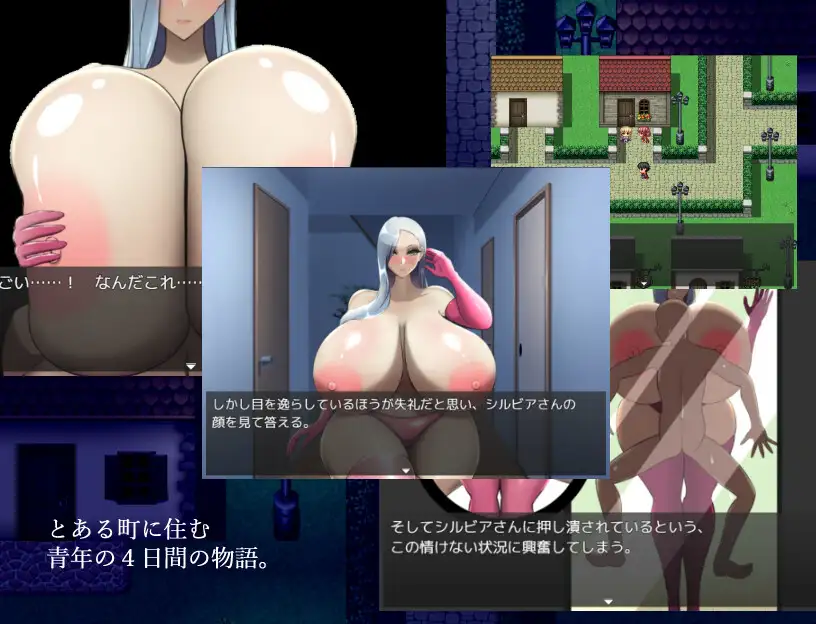 ごい……！　なんだこれ……
しかし目を逸らしているほうが失礼だと思い、シルビアさんの
顔を見て答える。
そしてシルビアさんに押し潰されているという、
この情けない状況に興奮してしまう。
とある町に住む
青年の４日間の物語。